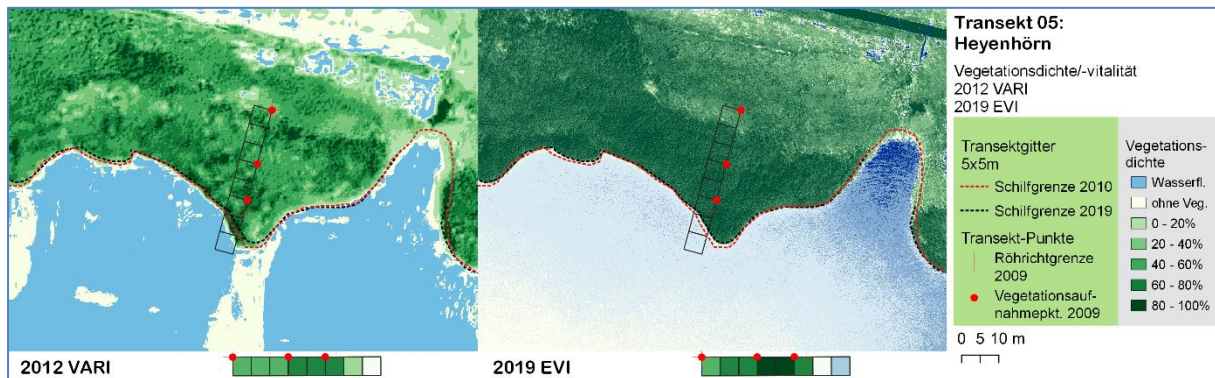 2012 VARI
2019 EVI
Transekt 05:
Heyenhörn
Vegetationsdichte/-vitalität
2012 VARI
2019 EVI
Transektgitter
5x5m
Schilfgrenze 2010
Schilfgrenze 2019
Transekt-Punkte
Röhrichtgrenze
2009
Vegetationsauf-
nahmepkt. 2009
Vegetations-
dichte
Wasserfl.
ohne Veg.
0 - 20%
20 - 40%
40 - 60%
60 - 80%
80 - 100%
0 5 10 m